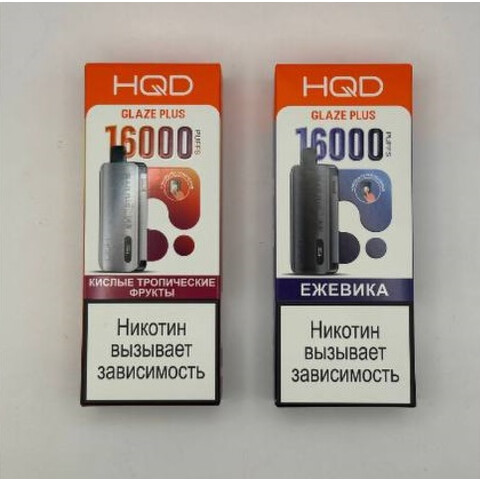 HQD
GLAZE PLUS
16000
PUFFS
КИСЛЫЕ ТРОПИЧЕСКИЕ
ФРУКТЫ
Никотин
вызывает
зависимость
HQD
GLAZE PLUS
16000
PUFFS
ЕЖЕВИКА
Никотин
вызывает
зависимость